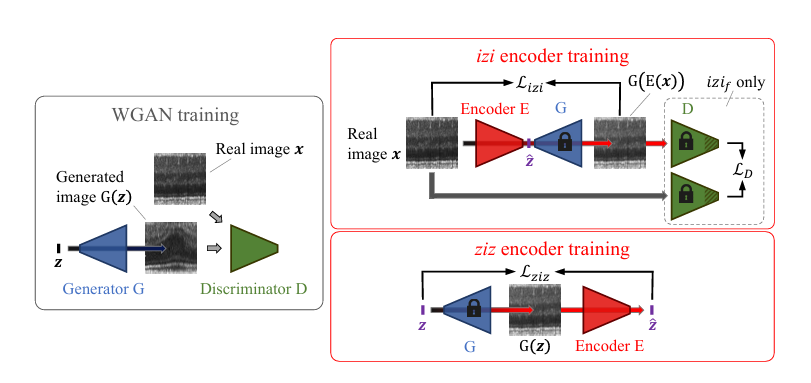 WGAN training
Real image x
Generated
image G(z)
z
Generator G
Discriminator D
izi encoder training
ℒizi
G(E(x))
izif only
Encoder E
G
D
Real
image x
ẑ
ℒD
ziz encoder training
ℒziz
z
G
G(z)
Encoder E
ẑ